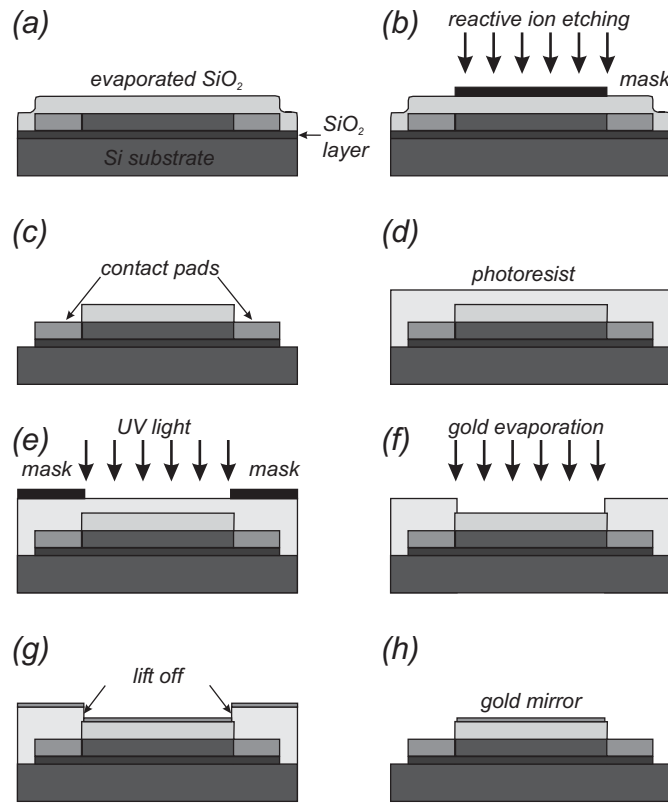 (a)
evaporated SiO2
SiO2
layer
Si substrate
(b)
reactive ion etching
mask
(c)
contact pads
(d)
photoresist
(e)
UV light
mask
mask
(f)
gold evaporation
(g)
lift off
(h)
gold mirror